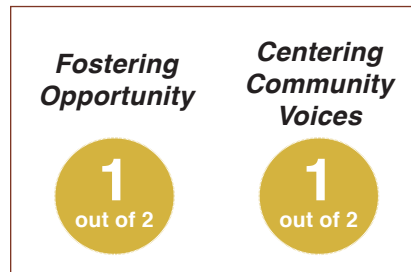 Fostering
Opportunity
1
out of 2
Centering
Community
Voices
1
out of 2